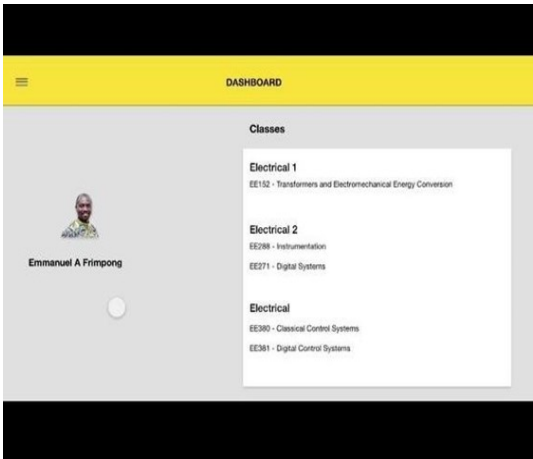 DASHBOARD
Classes
Electrical 1
EE152 - Transformers and Electromechanical Energy Conversion
Electrical 2
EE288 - Instrumentation
EE271 - Digital Systems
Emmanuel A Frimpong
Electrical
EE380 - Classical Control Systems
EE381 - Digital Control Systems